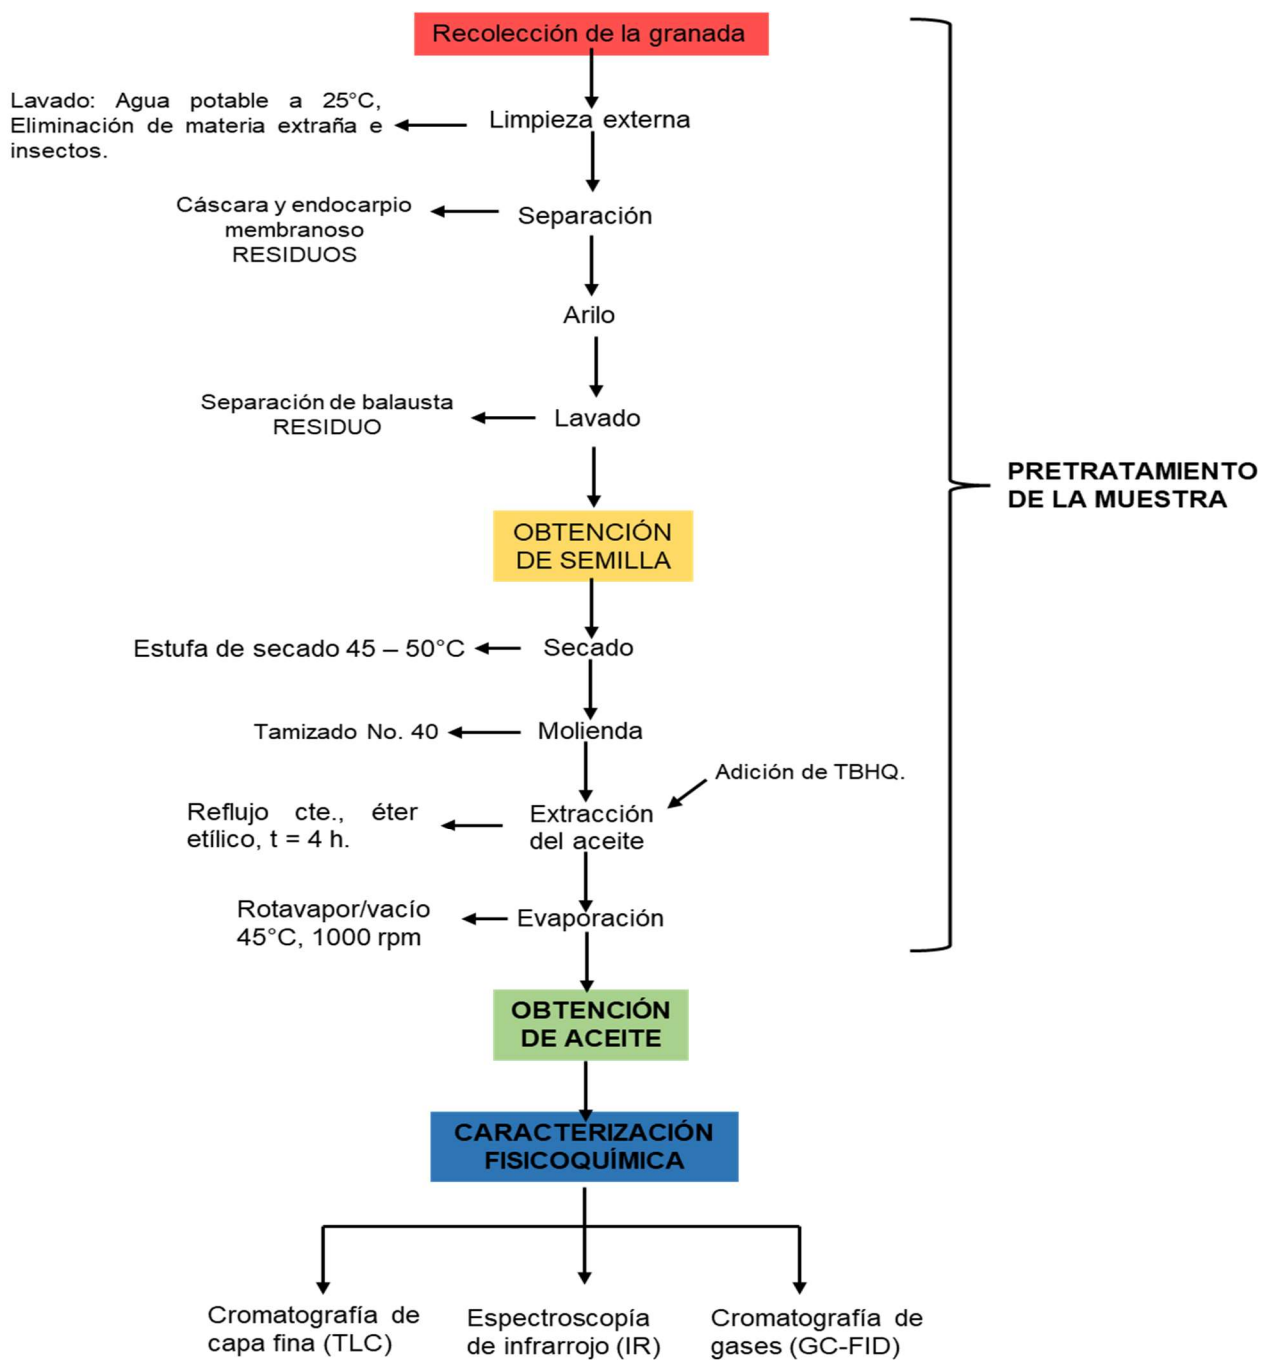 Recolección de la granada
Lavado: Agua potable a 25°C,
Eliminación de materia extraña e
insectos.
Limpieza externa
Cáscara y endocarpio
membranoso
RESIDUOS
Separación
Arilo
Separación de balausta
RESIDUO
Lavado
PRETRATAMIENTO
DE LA MUESTRA
OBTENCIÓN
DE SEMILLA
Estufa de secado 45 – 50°C
Secado
Tamizado No. 40
Molienda
Adición de TBHQ.
Reflujo cte., éter
etílico, t = 4 h.
Extracción
del aceite
Rotavapor/vacío
45°C, 1000 rpm
Evaporación
OBTENCIÓN
DE ACEITE
CARACTERIZACIÓN
FISICOQUÍMICA
Cromatografía de
capa fina (TLC)
Espectroscopía
de infrarrojo (IR)
Cromatografía de
gases (GC-FID)